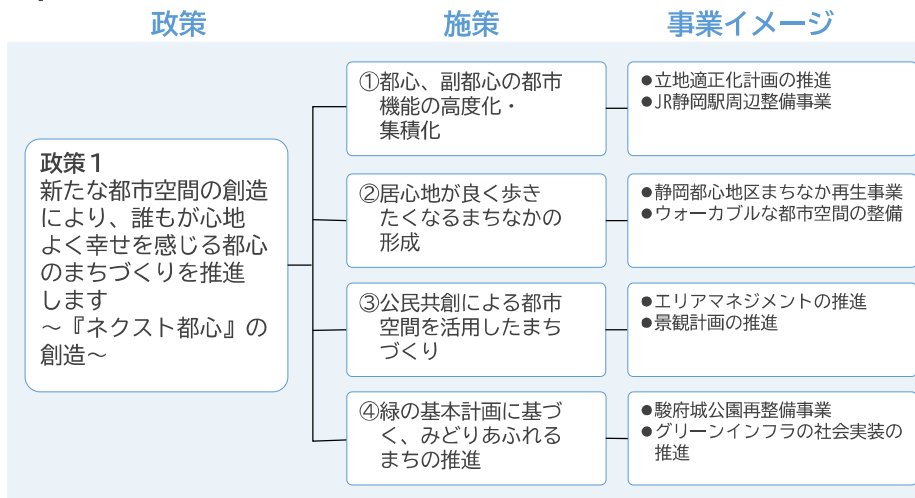 政策
施策
事業イメージ
政策１
新たな都市空間の創造
により、誰もが心地
よく幸せを感じる都心
のまちづくりを推進
します
～『ネクスト都心』の
創造～
①都心、副都心の都市
機能の高度化・
集積化
●立地適正化計画の推進
●JR静岡駅周辺整備事業
②居心地が良く歩き
たくなるまちなかの
形成
●静岡都心地区まちなか再生事業
●ウォーカブルな都市空間の整備
③公民共創による都市
空間を活用したまち
づくり
●エリアマネジメントの推進
●景観計画の推進
④緑の基本計画に基づ
く、みどりあふれる
まちの推進
●駿府城公園再整備事業
●グリーンインフラの社会実装の
推進